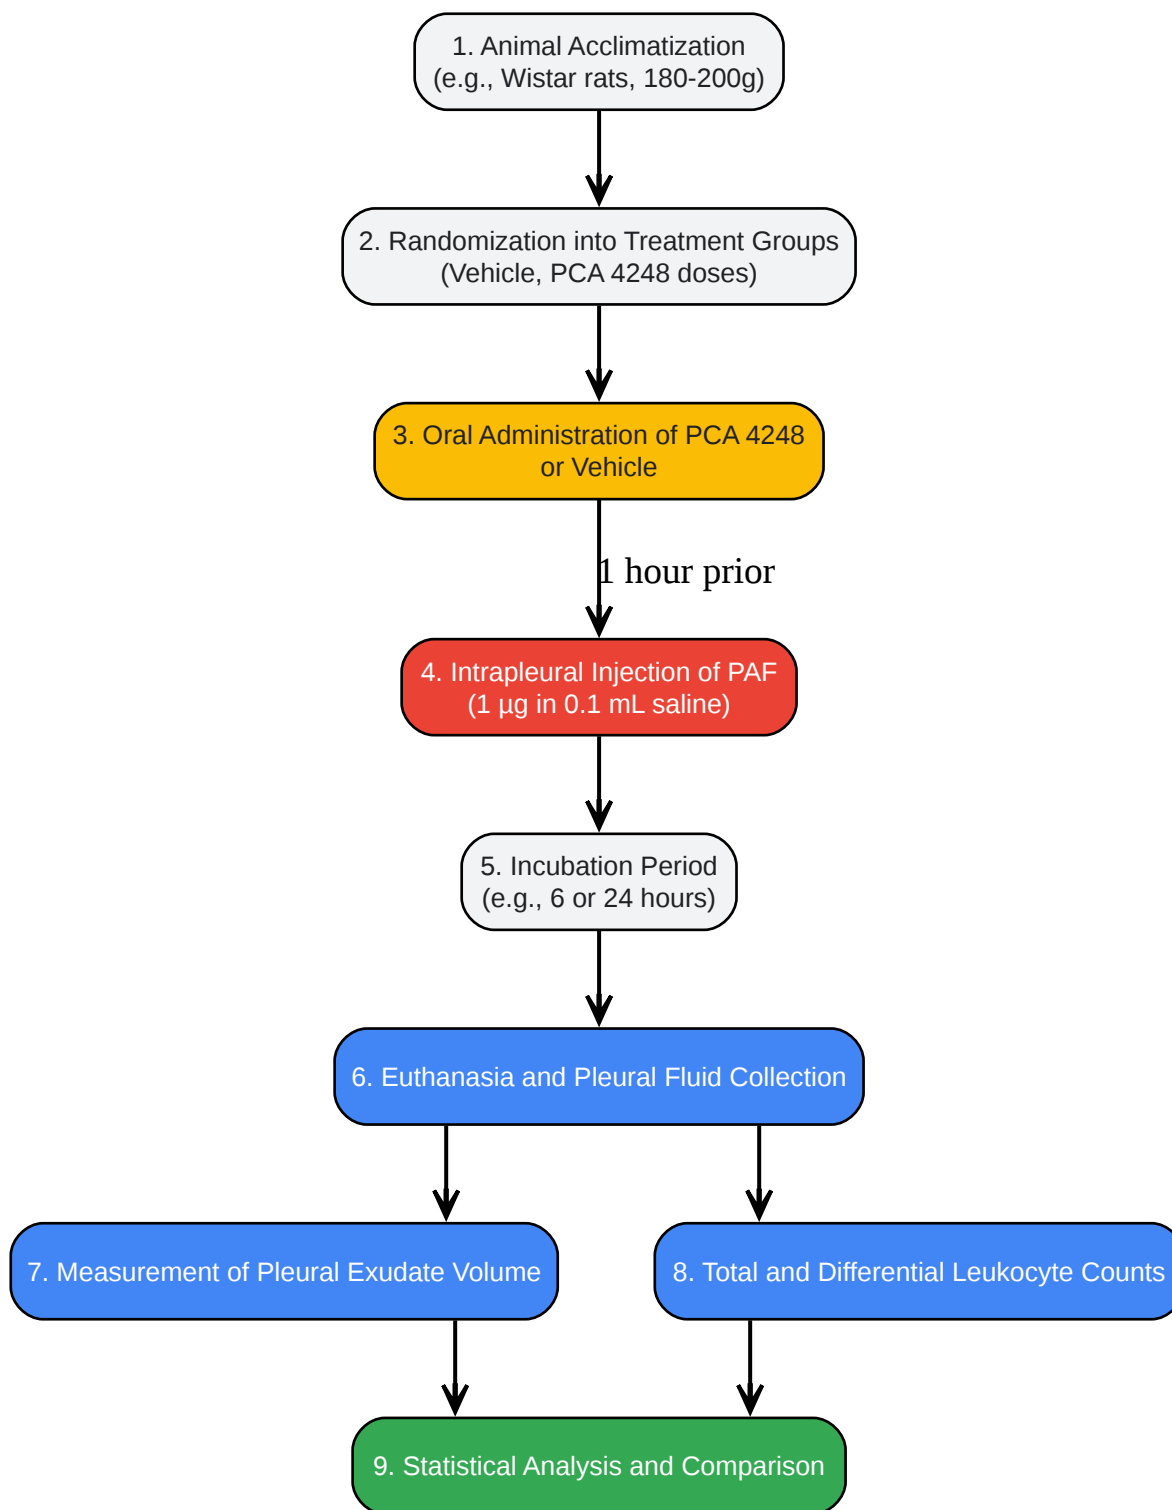 1. Animal Acclimatization
(e.g., Wistar rats, 180-200g)
2. Randomization into Treatment Groups
(Vehicle, PCA 4248 doses)
3. Oral Administration of PCA 4248
or Vehicle
1 hour prior
4. Intrapleural Injection of PAF
(1 µg in 0.1 mL saline)
5. Incubation Period
(e.g., 6 or 24 hours)
6. Euthanasia and Pleural Fluid Collection
7. Measurement of Pleural Exudate Volume
8. Total and Differential Leukocyte Counts
9. Statistical Analysis and Comparison